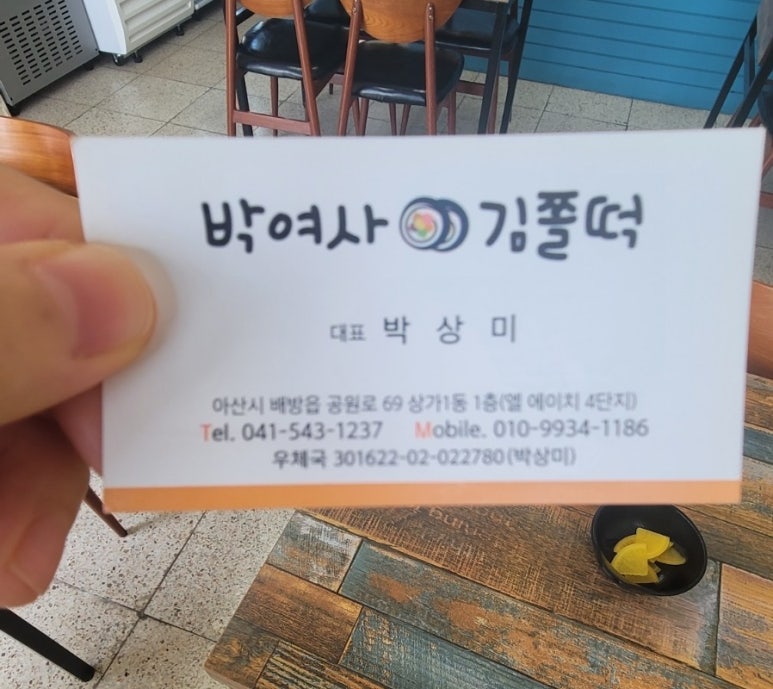 박여사 김쫄떡
대표 박 상 미
아산시 배방읍 공원로 69 상가1동 1층(엘 에이치 4단지)
Tel. 041-543-1237 Mobile. 010-9934-1186
우체국 301622-02-022780(박상미)